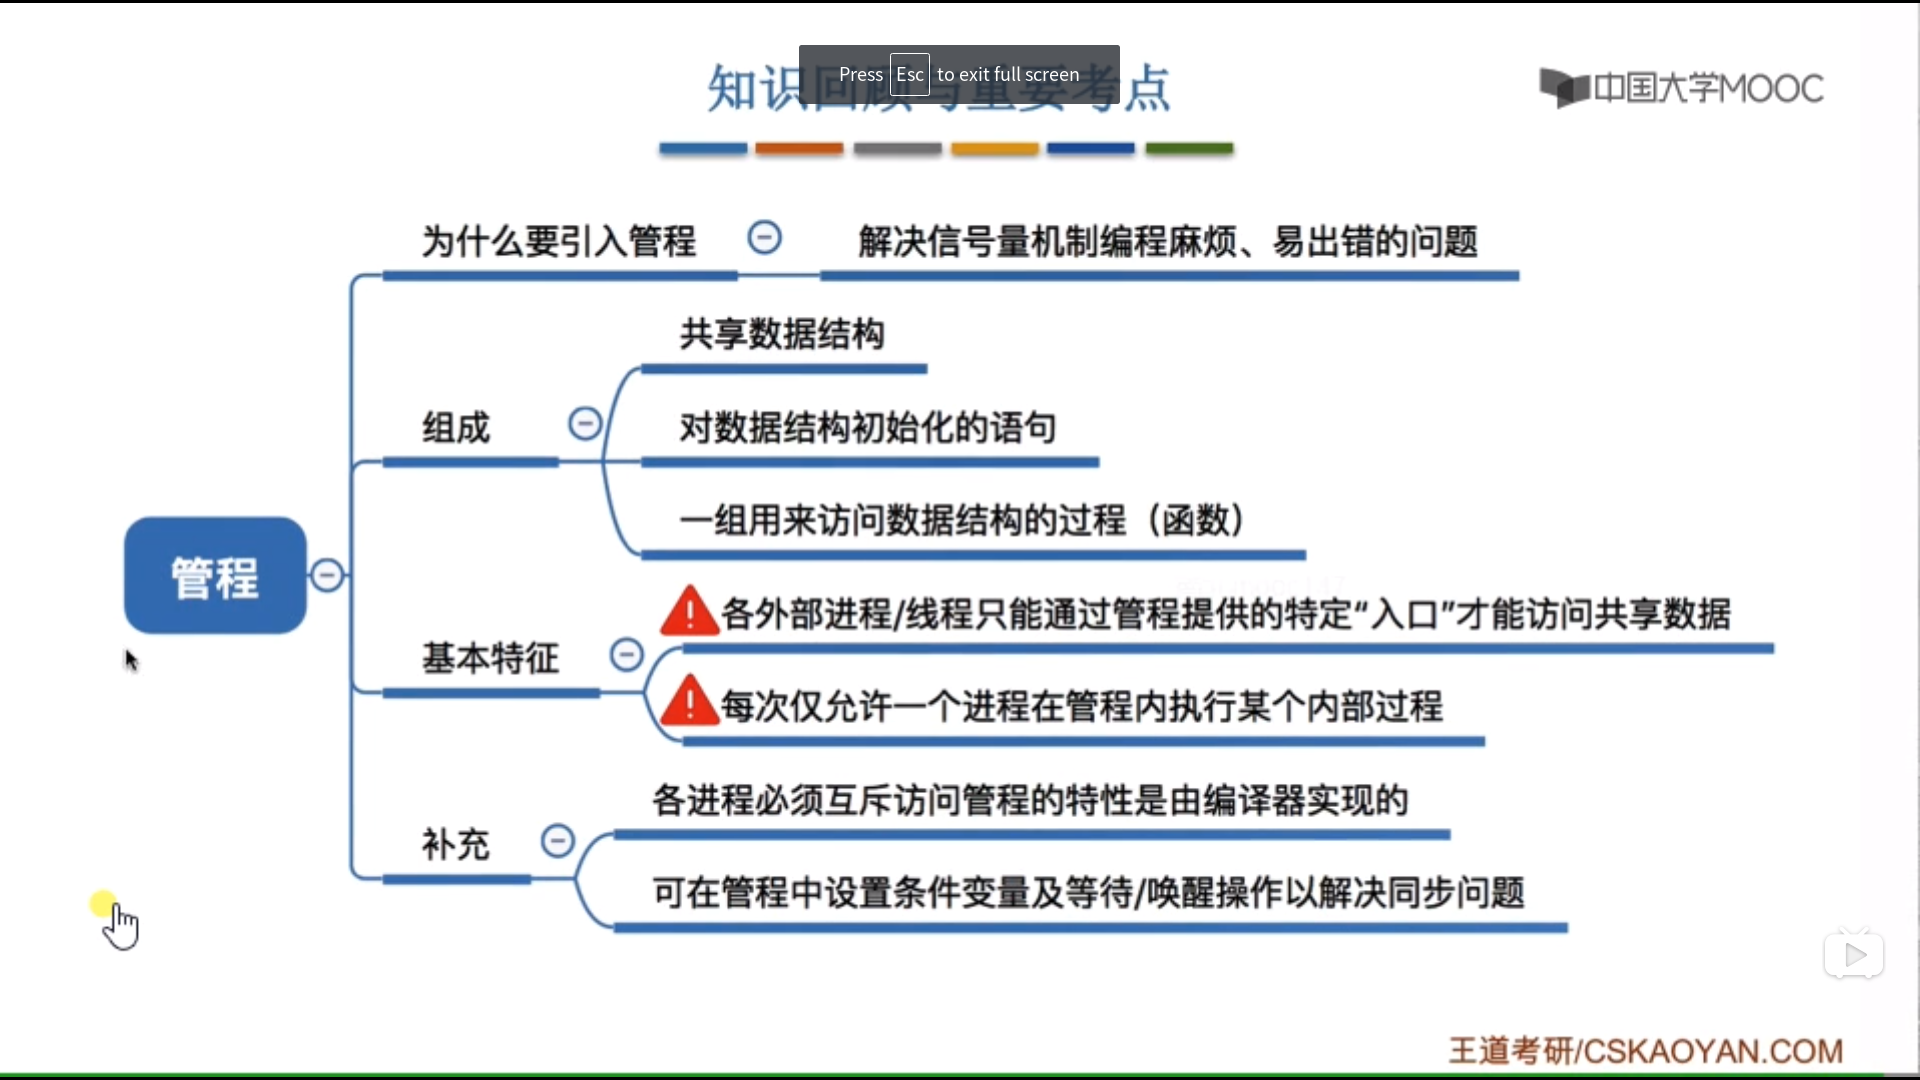 知识回顾与重要考点
Press Esc to exit full screen
中国大学MOOC
为什么要引入管程
解决信号量机制编程麻烦、易出错的问题
共享数据结构
组成
对数据结构初始化的语句
一组用来访问数据结构的过程（函数）
管程
基本特征
各外部进程/线程只能通过管程提供的特定“入口”才能访问共享数据
每次仅允许一个进程在管程内执行某个内部过程
补充
各进程必须互斥访问管程的特性是由编译器实现的
可在管程中设置条件变量及等待/唤醒操作以解决同步问题
王道考研/CSKAOYAN.COM